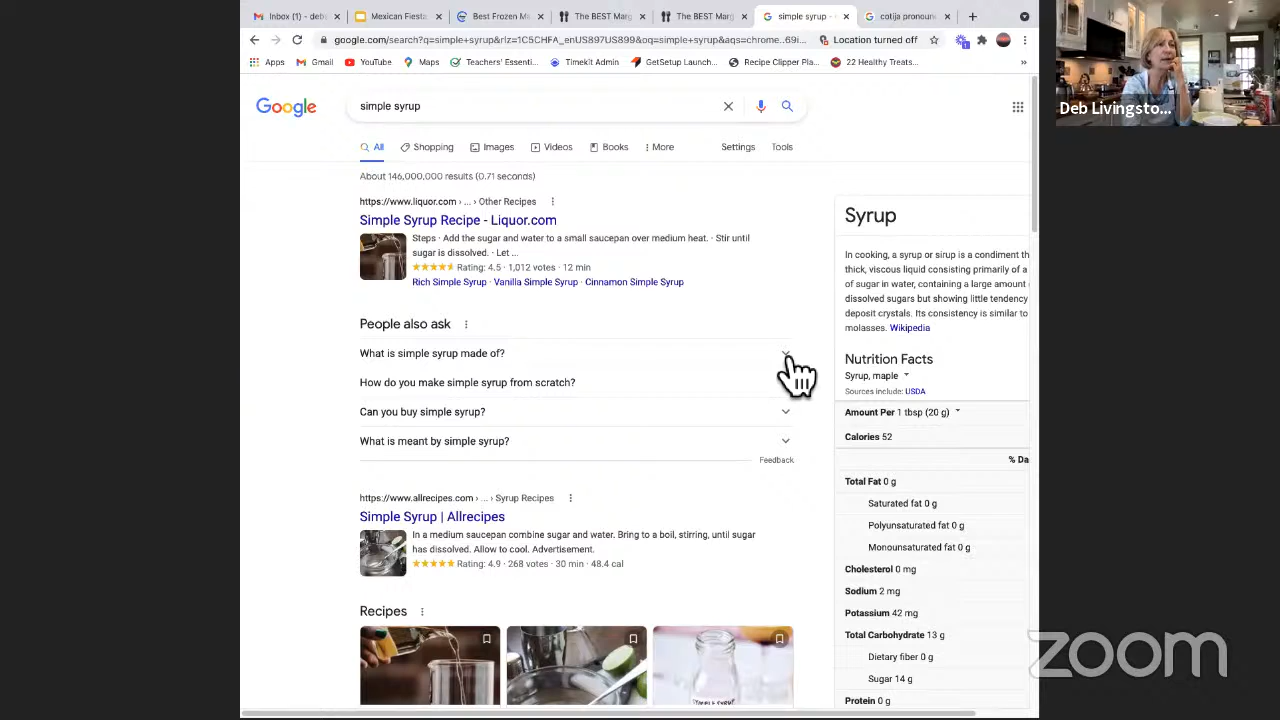 Inbox (1) - deb
Mexican Fiesta
Best Frozen M
The BEST Marg
The BEST Marg
simple syrup -
cotija pronounc
google.com/search?q=simple+syrup&rlz=1C5CHFA_enUS897US899&oq=simple+syrup&aqs=chrome..69i...
Location turned off
Apps
Gmail
YouTube
Maps
Teachers' Essenti...
Timekit Admin
GetSetup Launch...
Recipe Clipper Pla...
22 Healthy Treats...
Deb Livingsto...
Google
simple syrup
All
Shopping
Images
Videos
Books
More
Settings
Tools
About 146,000,000 results (0.71 seconds)
https://www.liquor.com › ... › Other Recipes
Simple Syrup Recipe - Liquor.com
Steps · Add the sugar and water to a small saucepan over medium heat. · Stir until
sugar is dissolved. · Let ...
Rating: 4.5 · 1,012 votes · 12 min
Rich Simple Syrup · Vanilla Simple Syrup · Cinnamon Simple Syrup
People also ask
What is simple syrup made of?
How do you make simple syrup from scratch?
Can you buy simple syrup?
What is meant by simple syrup?
Feedback
https://www.allrecipes.com › ... › Syrup Recipes
Simple Syrup | Allrecipes
In a medium saucepan combine sugar and water. Bring to a boil, stirring, until sugar
has dissolved. Allow to cool. Advertisement.
Rating: 4.9 · 268 votes · 30 min · 48.4 cal
Recipes
SIMPLE SYRUP
Syrup
In cooking, a syrup or sirup is a condiment th
thick, viscous liquid consisting primarily of a
of sugar in water, containing a large amount
dissolved sugars but showing little tendency
deposit crystals. Its consistency is similar to
molasses. Wikipedia
Nutrition Facts
Syrup, maple
Sources include: USDA
Amount Per 1 tbsp (20 g)
Calories 52
% Da
Total Fat 0 g
Saturated fat 0 g
Polyunsaturated fat 0 g
Monounsaturated fat 0 g
Cholesterol 0 mg
Sodium 2 mg
Potassium 42 mg
Total Carbohydrate 13 g
Dietary fiber 0 g
Sugar 14 g
Protein 0 g
zoom